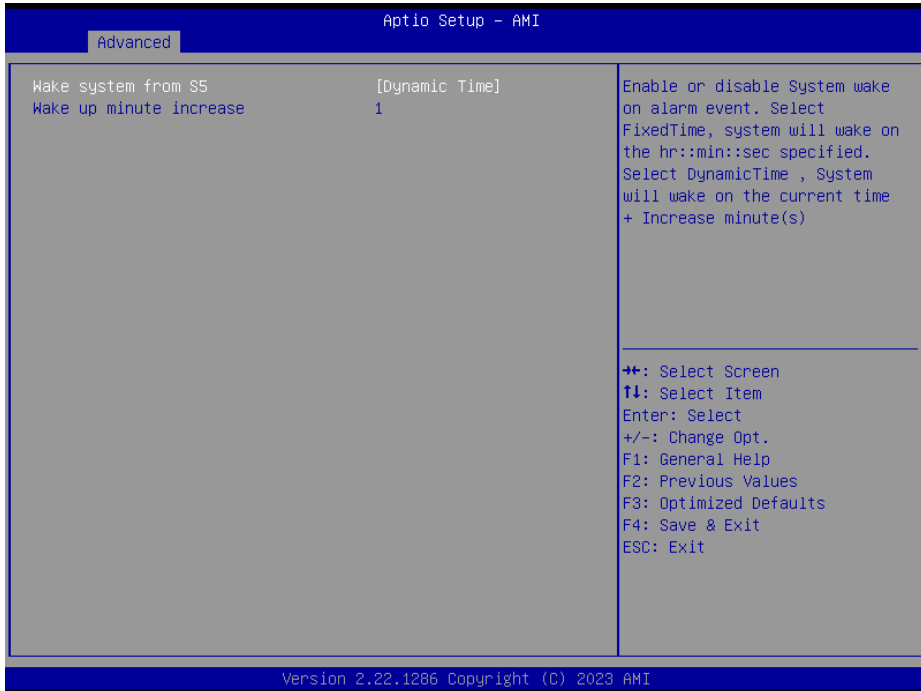 Aptio Setup - AMI
Advanced
Wake system from S5 [Dynamic Time]
Wake up minute increase 1
Enable or disable System wake
on alarm event. Select
FixedTime, system will wake on
the hr::min::sec specified.
Select DynamicTime , System
will wake on the current time
+ Increase minute(s)
→←: Select Screen
↑↓: Select Item
Enter: Select
+/-: Change Opt.
F1: General Help
F2: Previous Values
F3: Optimized Defaults
F4: Save & Exit
ESC: Exit
Version 2.22.1286 Copyright (C) 2023 AMI